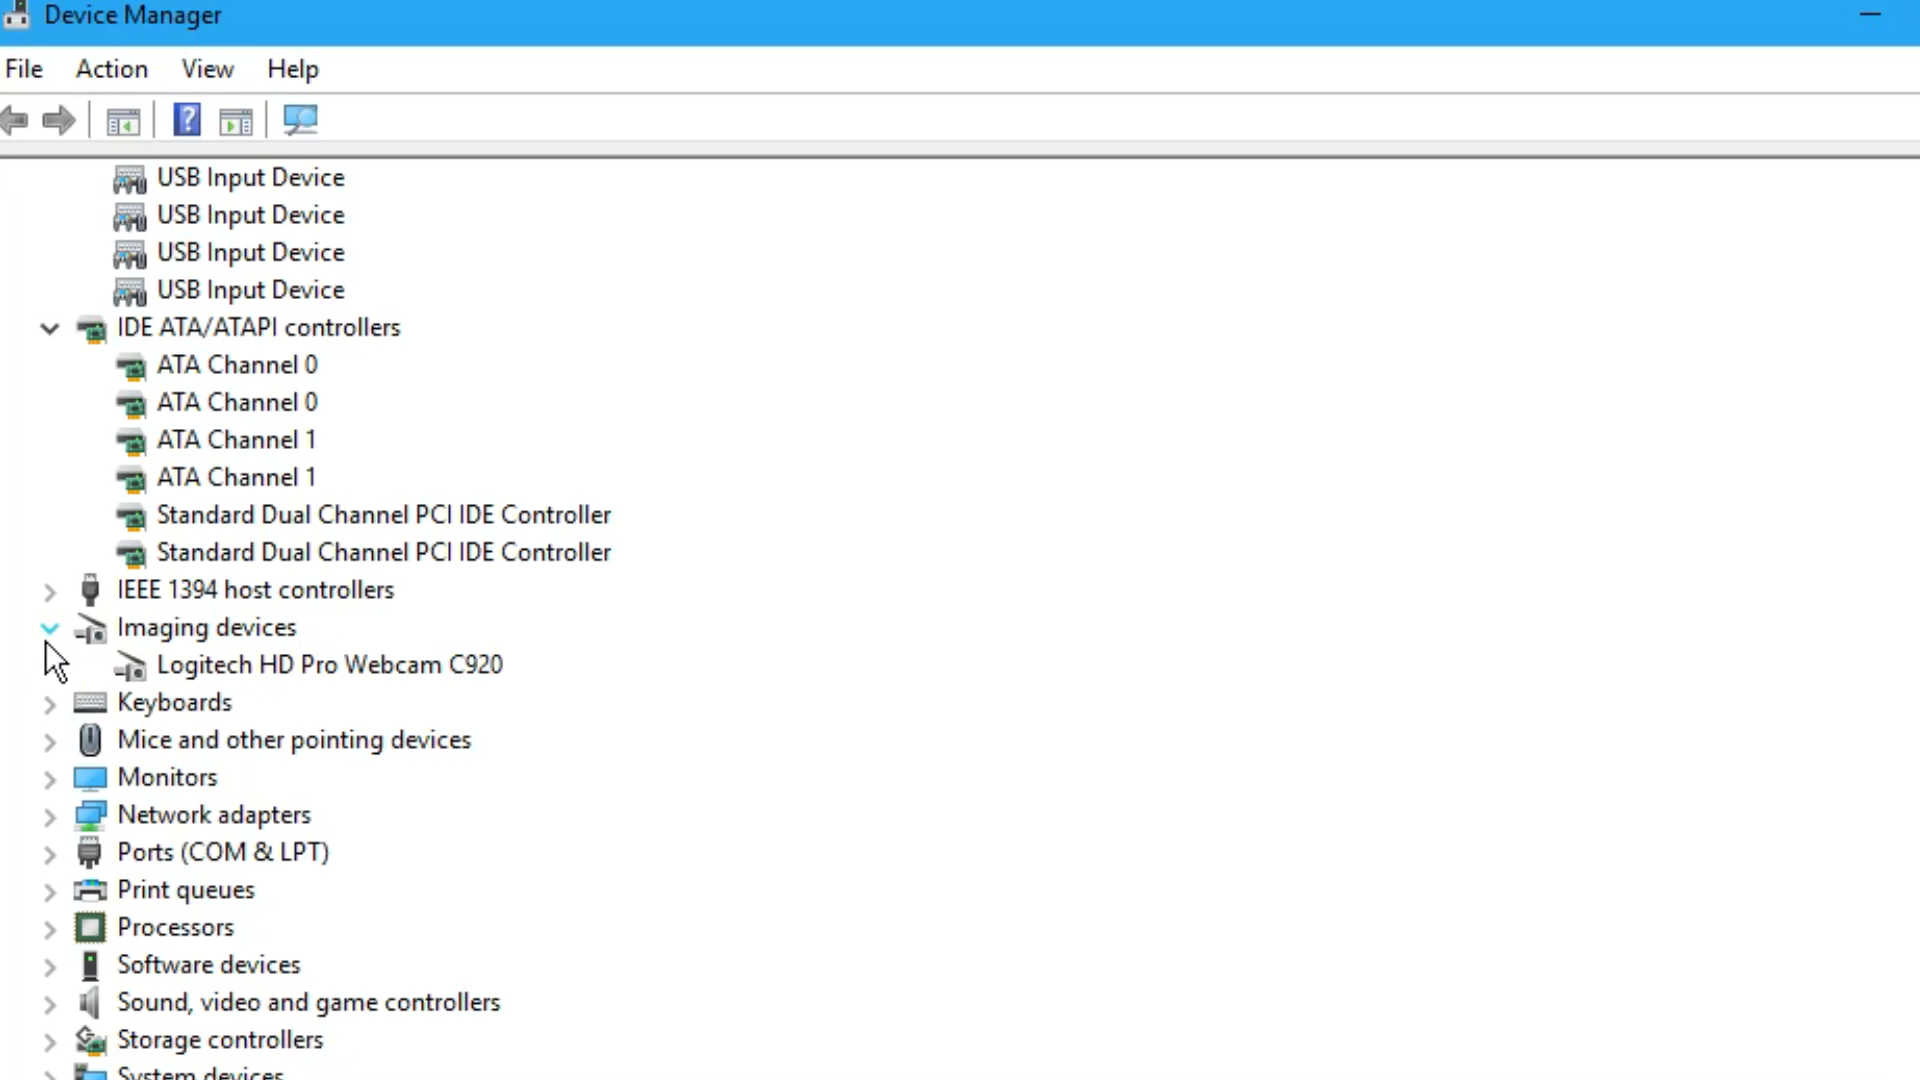 Device Manager
File Action View Help
USB Input Device
USB Input Device
USB Input Device
USB Input Device
IDE ATA/ATAPI controllers
ATA Channel 0
ATA Channel 0
ATA Channel 1
ATA Channel 1
Standard Dual Channel PCI IDE Controller
Standard Dual Channel PCI IDE Controller
IEEE 1394 host controllers
Imaging devices
Logitech HD Pro Webcam C920
Keyboards
Mice and other pointing devices
Monitors
Network adapters
Ports (COM & LPT)
Print queues
Processors
Software devices
Sound, video and game controllers
Storage controllers
System devices